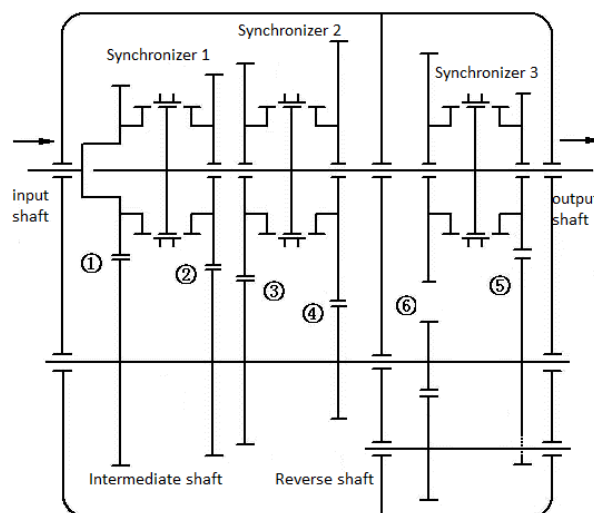 Synchronizer 2
Synchronizer 1
Synchronizer 3
input
shaft
output
shaft
①
②
③
④
⑥
⑤
Intermediate shaft
Reverse shaft